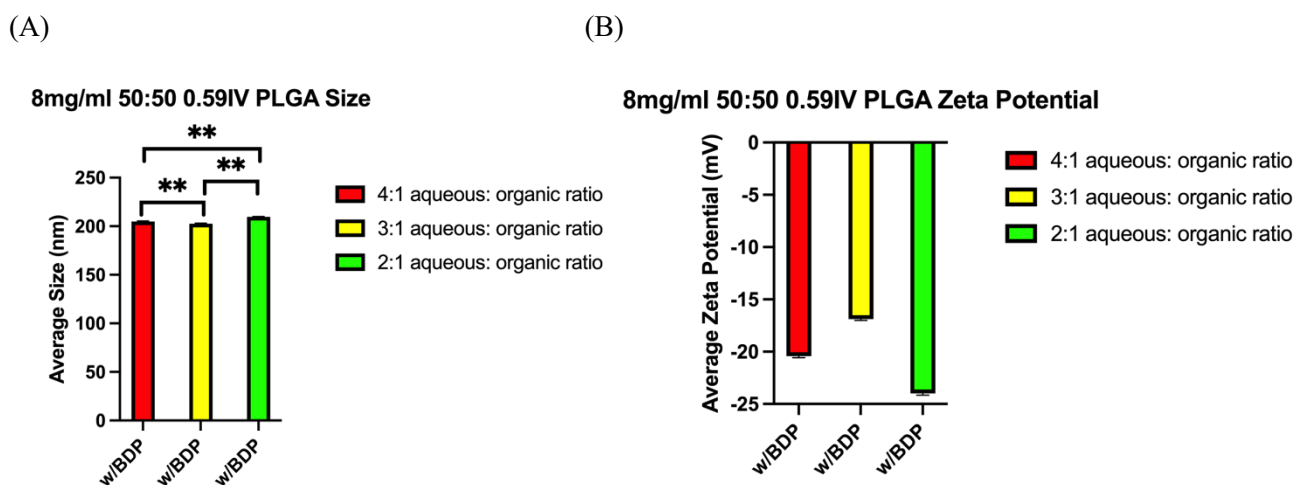 (A)
8mg/ml 50:50 0.59IV PLGA Size
**
**
**
250
200
150
100
50
0
Average Size (nm)
w/BDP
w/BDP
w/BDP
4:1 aqueous: organic ratio
3:1 aqueous: organic ratio
2:1 aqueous: organic ratio
(B)
8mg/ml 50:50 0.59IV PLGA Zeta Potential
0
-5
-10
-15
-20
-25
Average Zeta Potential (mV)
w/BDP
w/BDP
w/BDP
4:1 aqueous: organic ratio
3:1 aqueous: organic ratio
2:1 aqueous: organic ratio